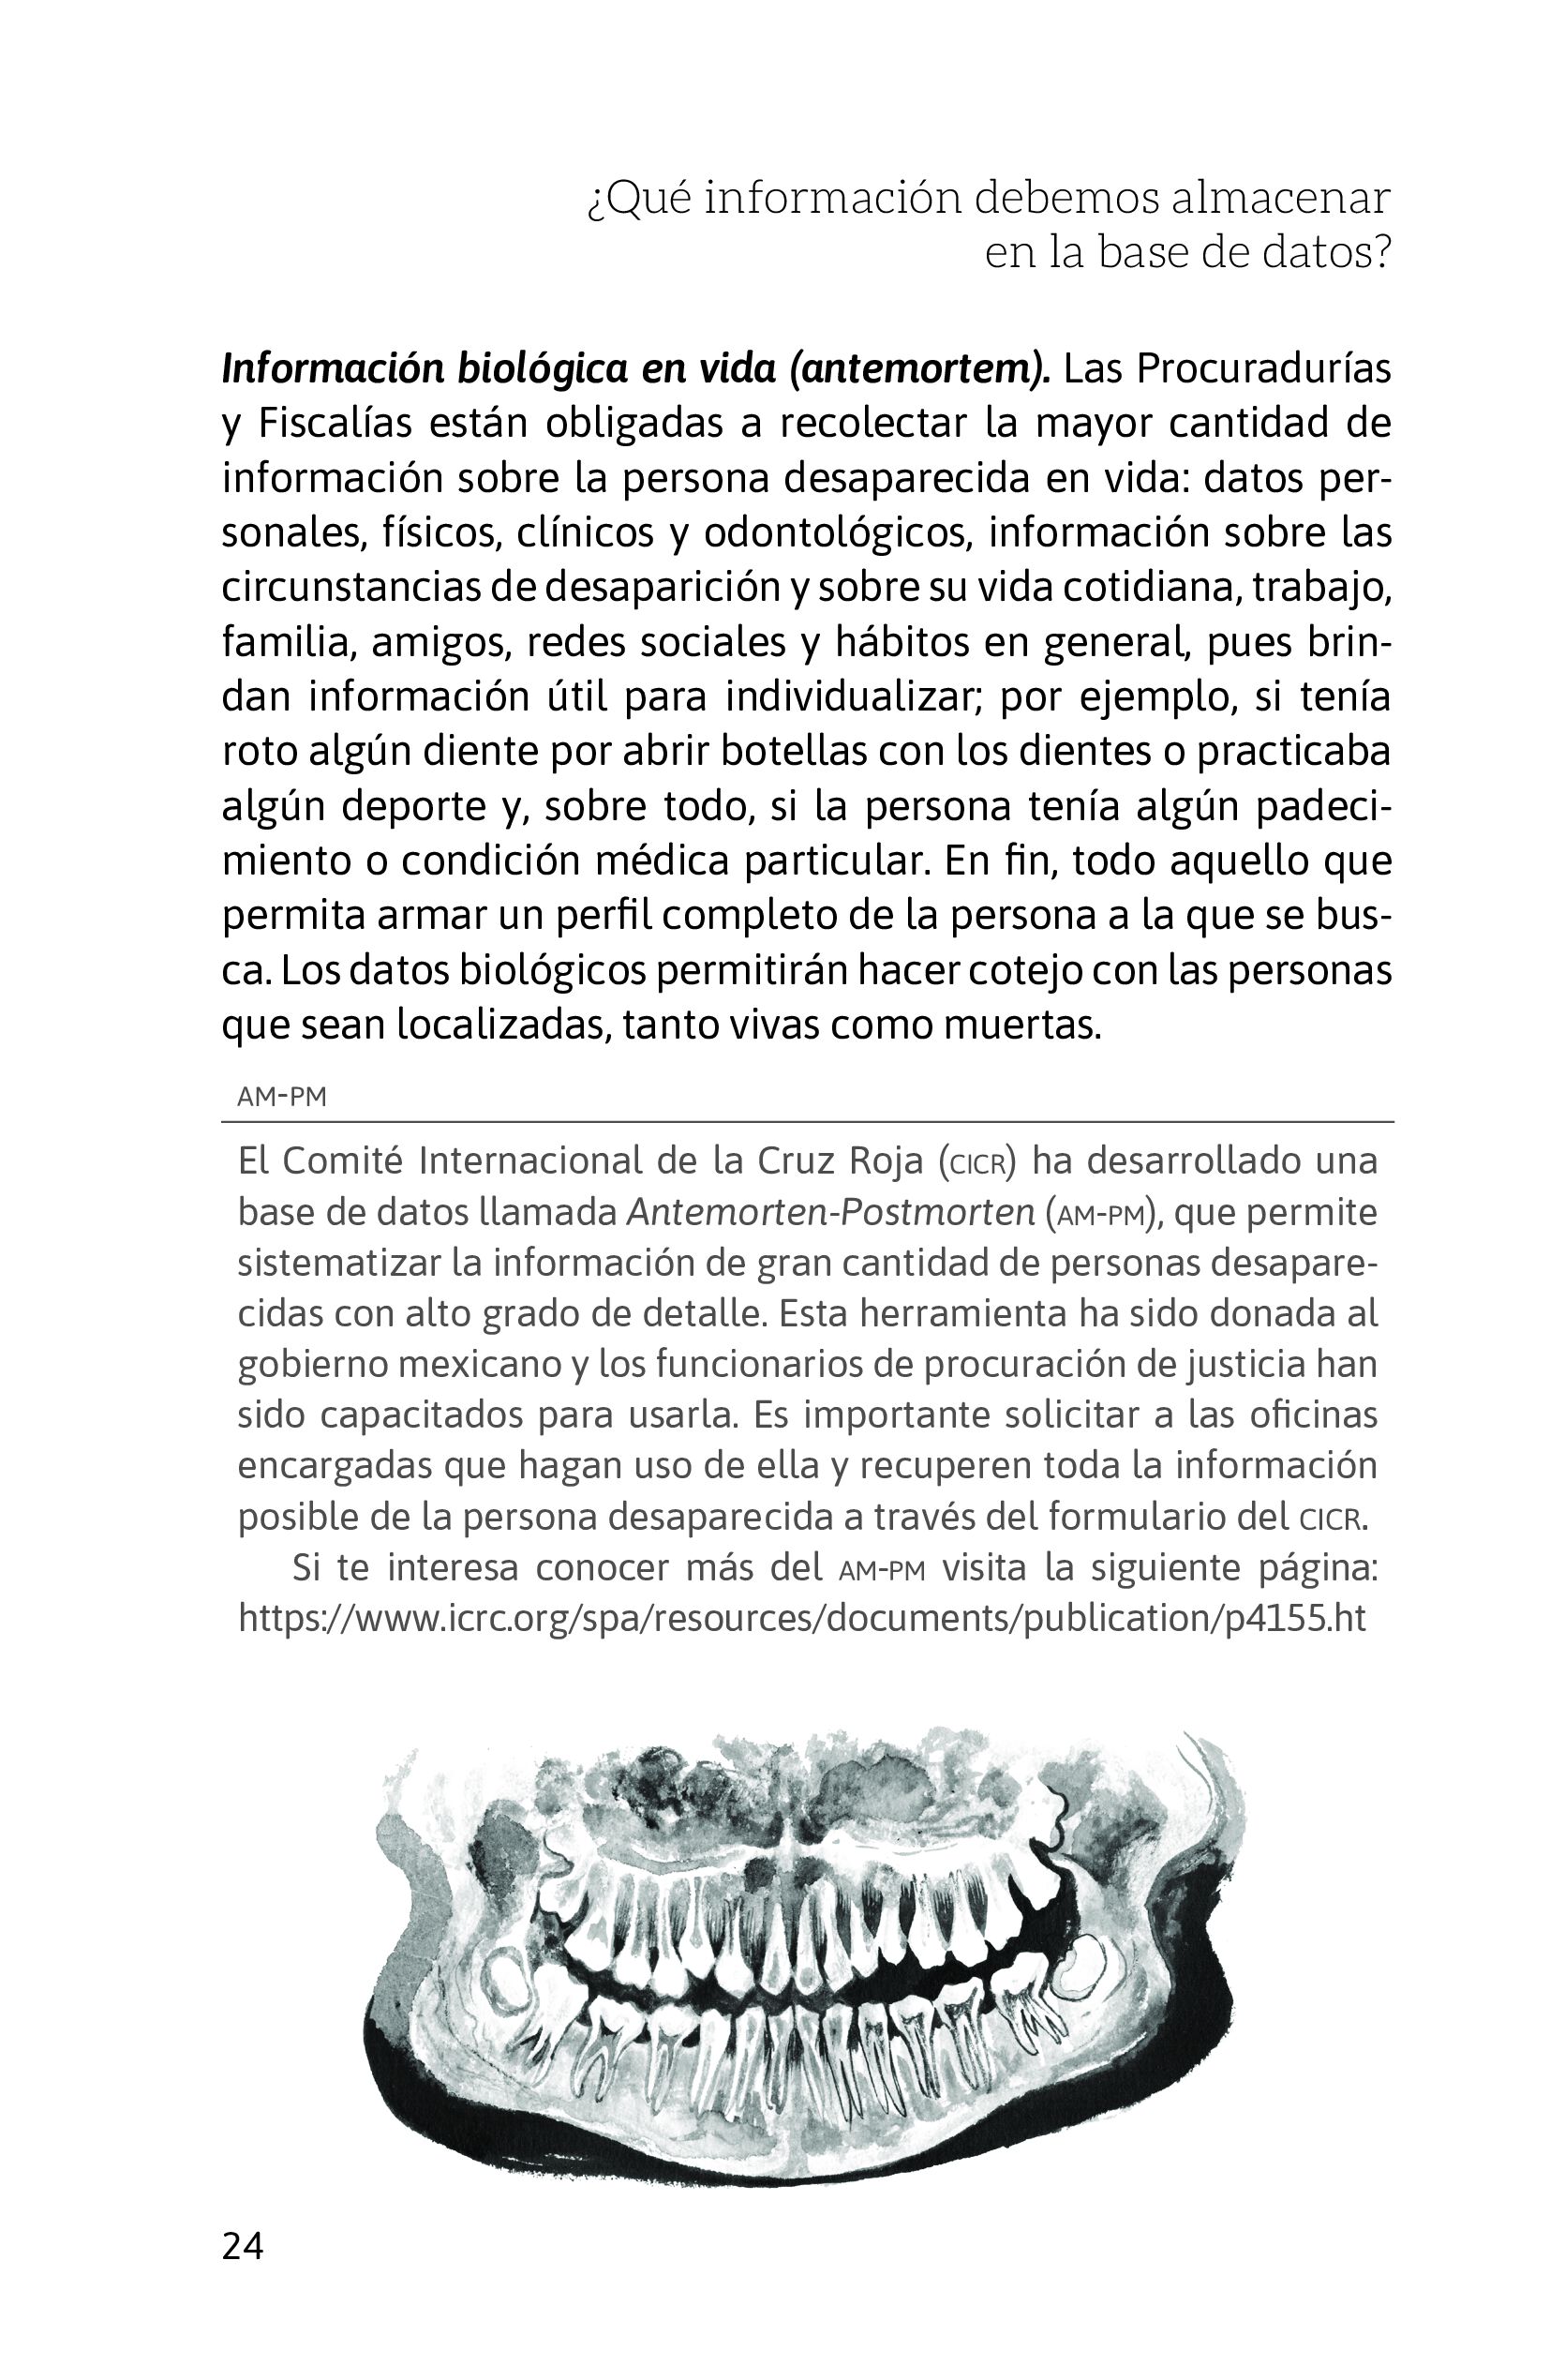 ¿Qué información debemos almacenar
en la base de datos?
Información biológica en vida (antemortem). Las Procuradurías
y Fiscalías están obligadas a recolectar la mayor cantidad de
información sobre la persona desaparecida en vida: datos per-
sonales, físicos, clínicos y odontológicos, información sobre las
circunstancias de desaparición y sobre su vida cotidiana, trabajo,
familia, amigos, redes sociales y hábitos en general, pues brin-
dan información útil para individualizar; por ejemplo, si tenía
roto algún diente por abrir botellas con los dientes o practicaba
algún deporte y, sobre todo, si la persona tenía algún padeci-
miento o condición médica particular. En fin, todo aquello que
permita armar un perfil completo de la persona a la que se bus-
ca. Los datos biológicos permitirán hacer cotejo con las personas
que sean localizadas, tanto vivas como muertas.
AM-PM
El Comité Internacional de la Cruz Roja (CICR) ha desarrollado una
base de datos llamada Antemorten-Postmorten (AM-PM), que permite
sistematizar la información de gran cantidad de personas desapare-
cidas con alto grado de detalle. Esta herramienta ha sido donada al
gobierno mexicano y los funcionarios de procuración de justicia han
sido capacitados para usarla. Es importante solicitar a las oficinas
encargadas que hagan uso de ella y recuperen toda la información
posible de la persona desaparecida a través del formulario del CICR.
Si te interesa conocer más del AM-PM visita la siguiente página:
https://www.icrc.org/spa/resources/documents/publication/p4155.ht
24